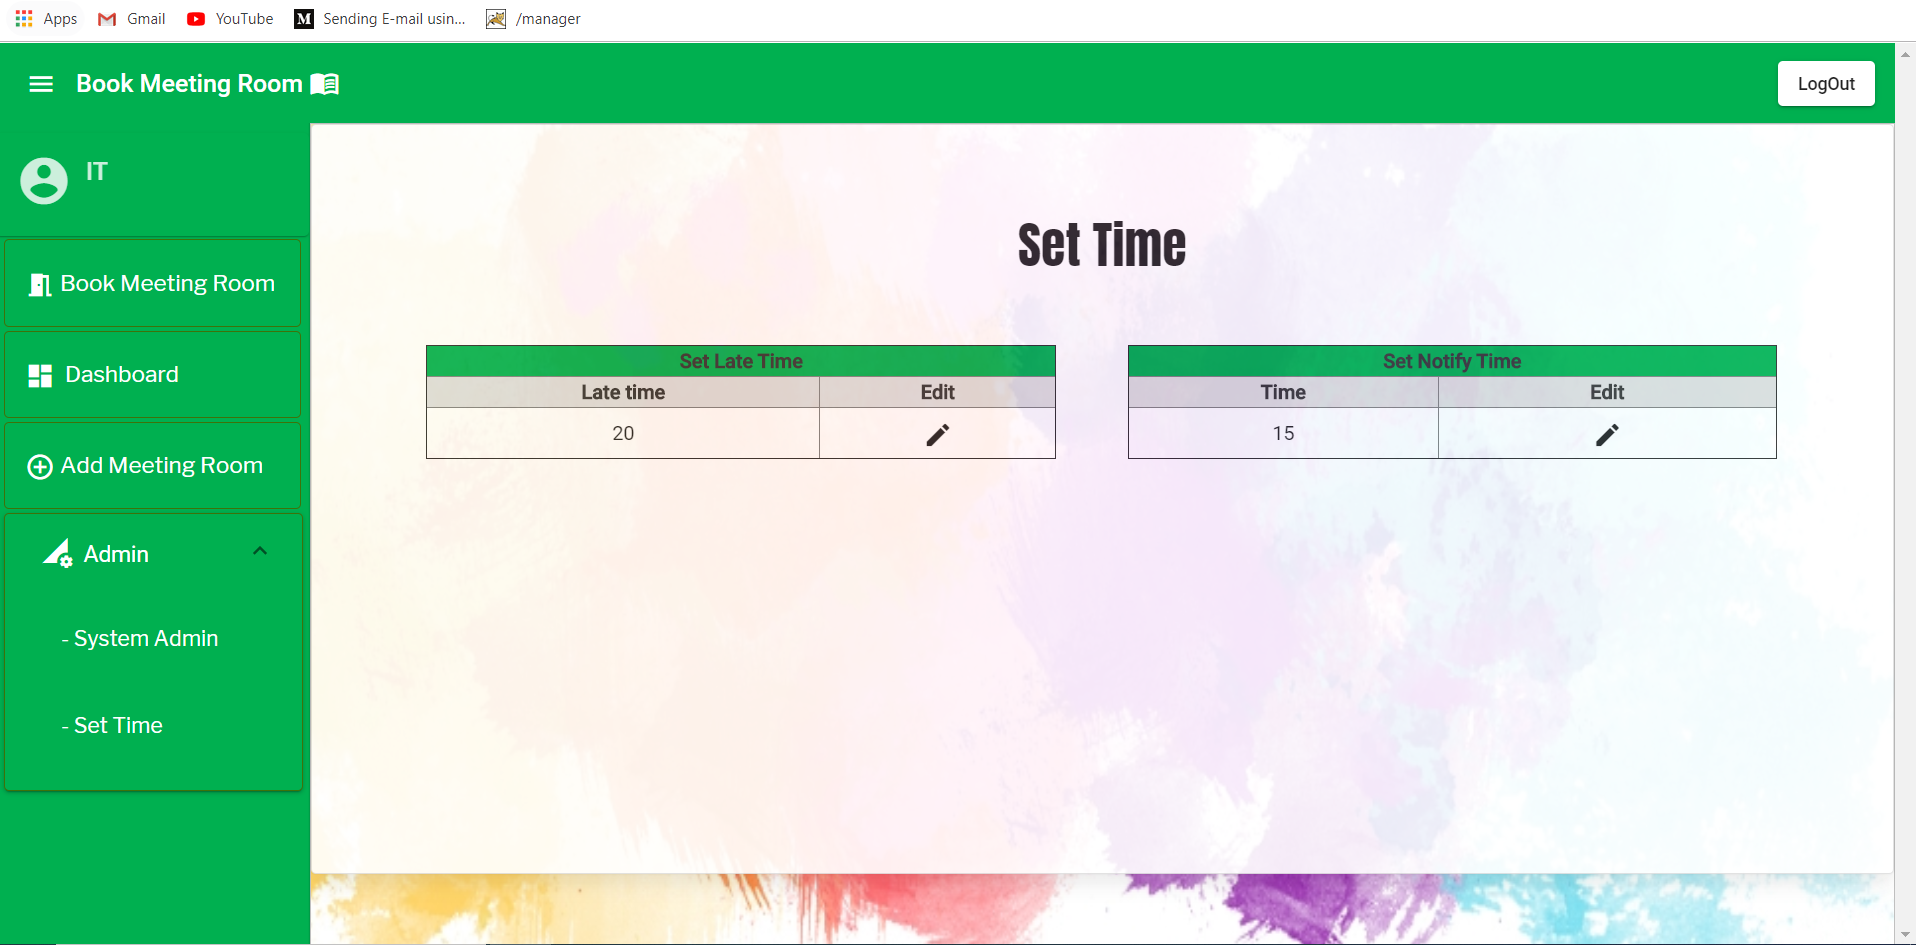 Apps Gmail YouTube M Sending E-mail usin... /manager
Book Meeting Room LogOut
IT
Book Meeting Room
Dashboard
Add Meeting Room
Admin
- System Admin
- Set Time
Set Time
Set Late Time
Late time Edit
20
Set Notify Time
Time Edit
15